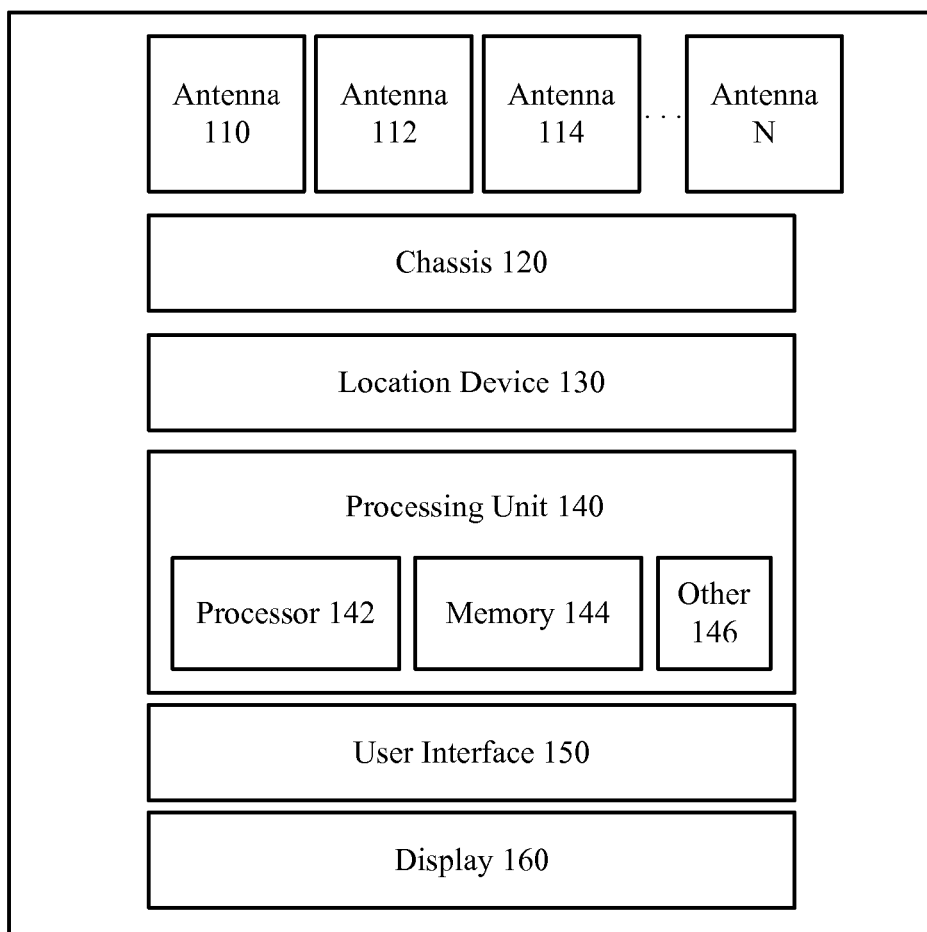 Antenna
110
Antenna
112
Antenna
114
. . .
Antenna
N
Chassis 120
Location Device 130
Processing Unit 140
Processor 142
Memory 144
Other
146
User Interface 150
Display 160